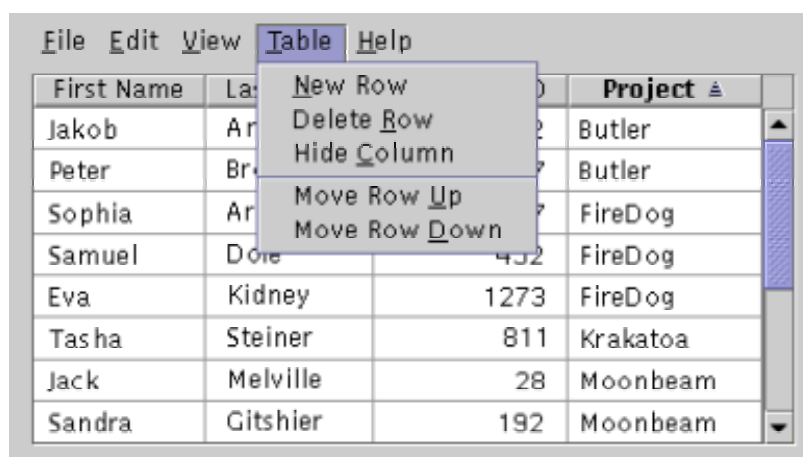 File Edit View Table Help
First Name Project
New Row
Delete Row
Hide Column
Move Row Up
Move Row Down
Jakob Butler
Peter Butler
Sophia FireDog
Samuel Dole 452 FireDog
Eva Kidney 1273 FireDog
Tasha Steiner 811 Krakatoa
Jack Melville 28 Moonbeam
Sandra Gitshier 192 Moonbeam